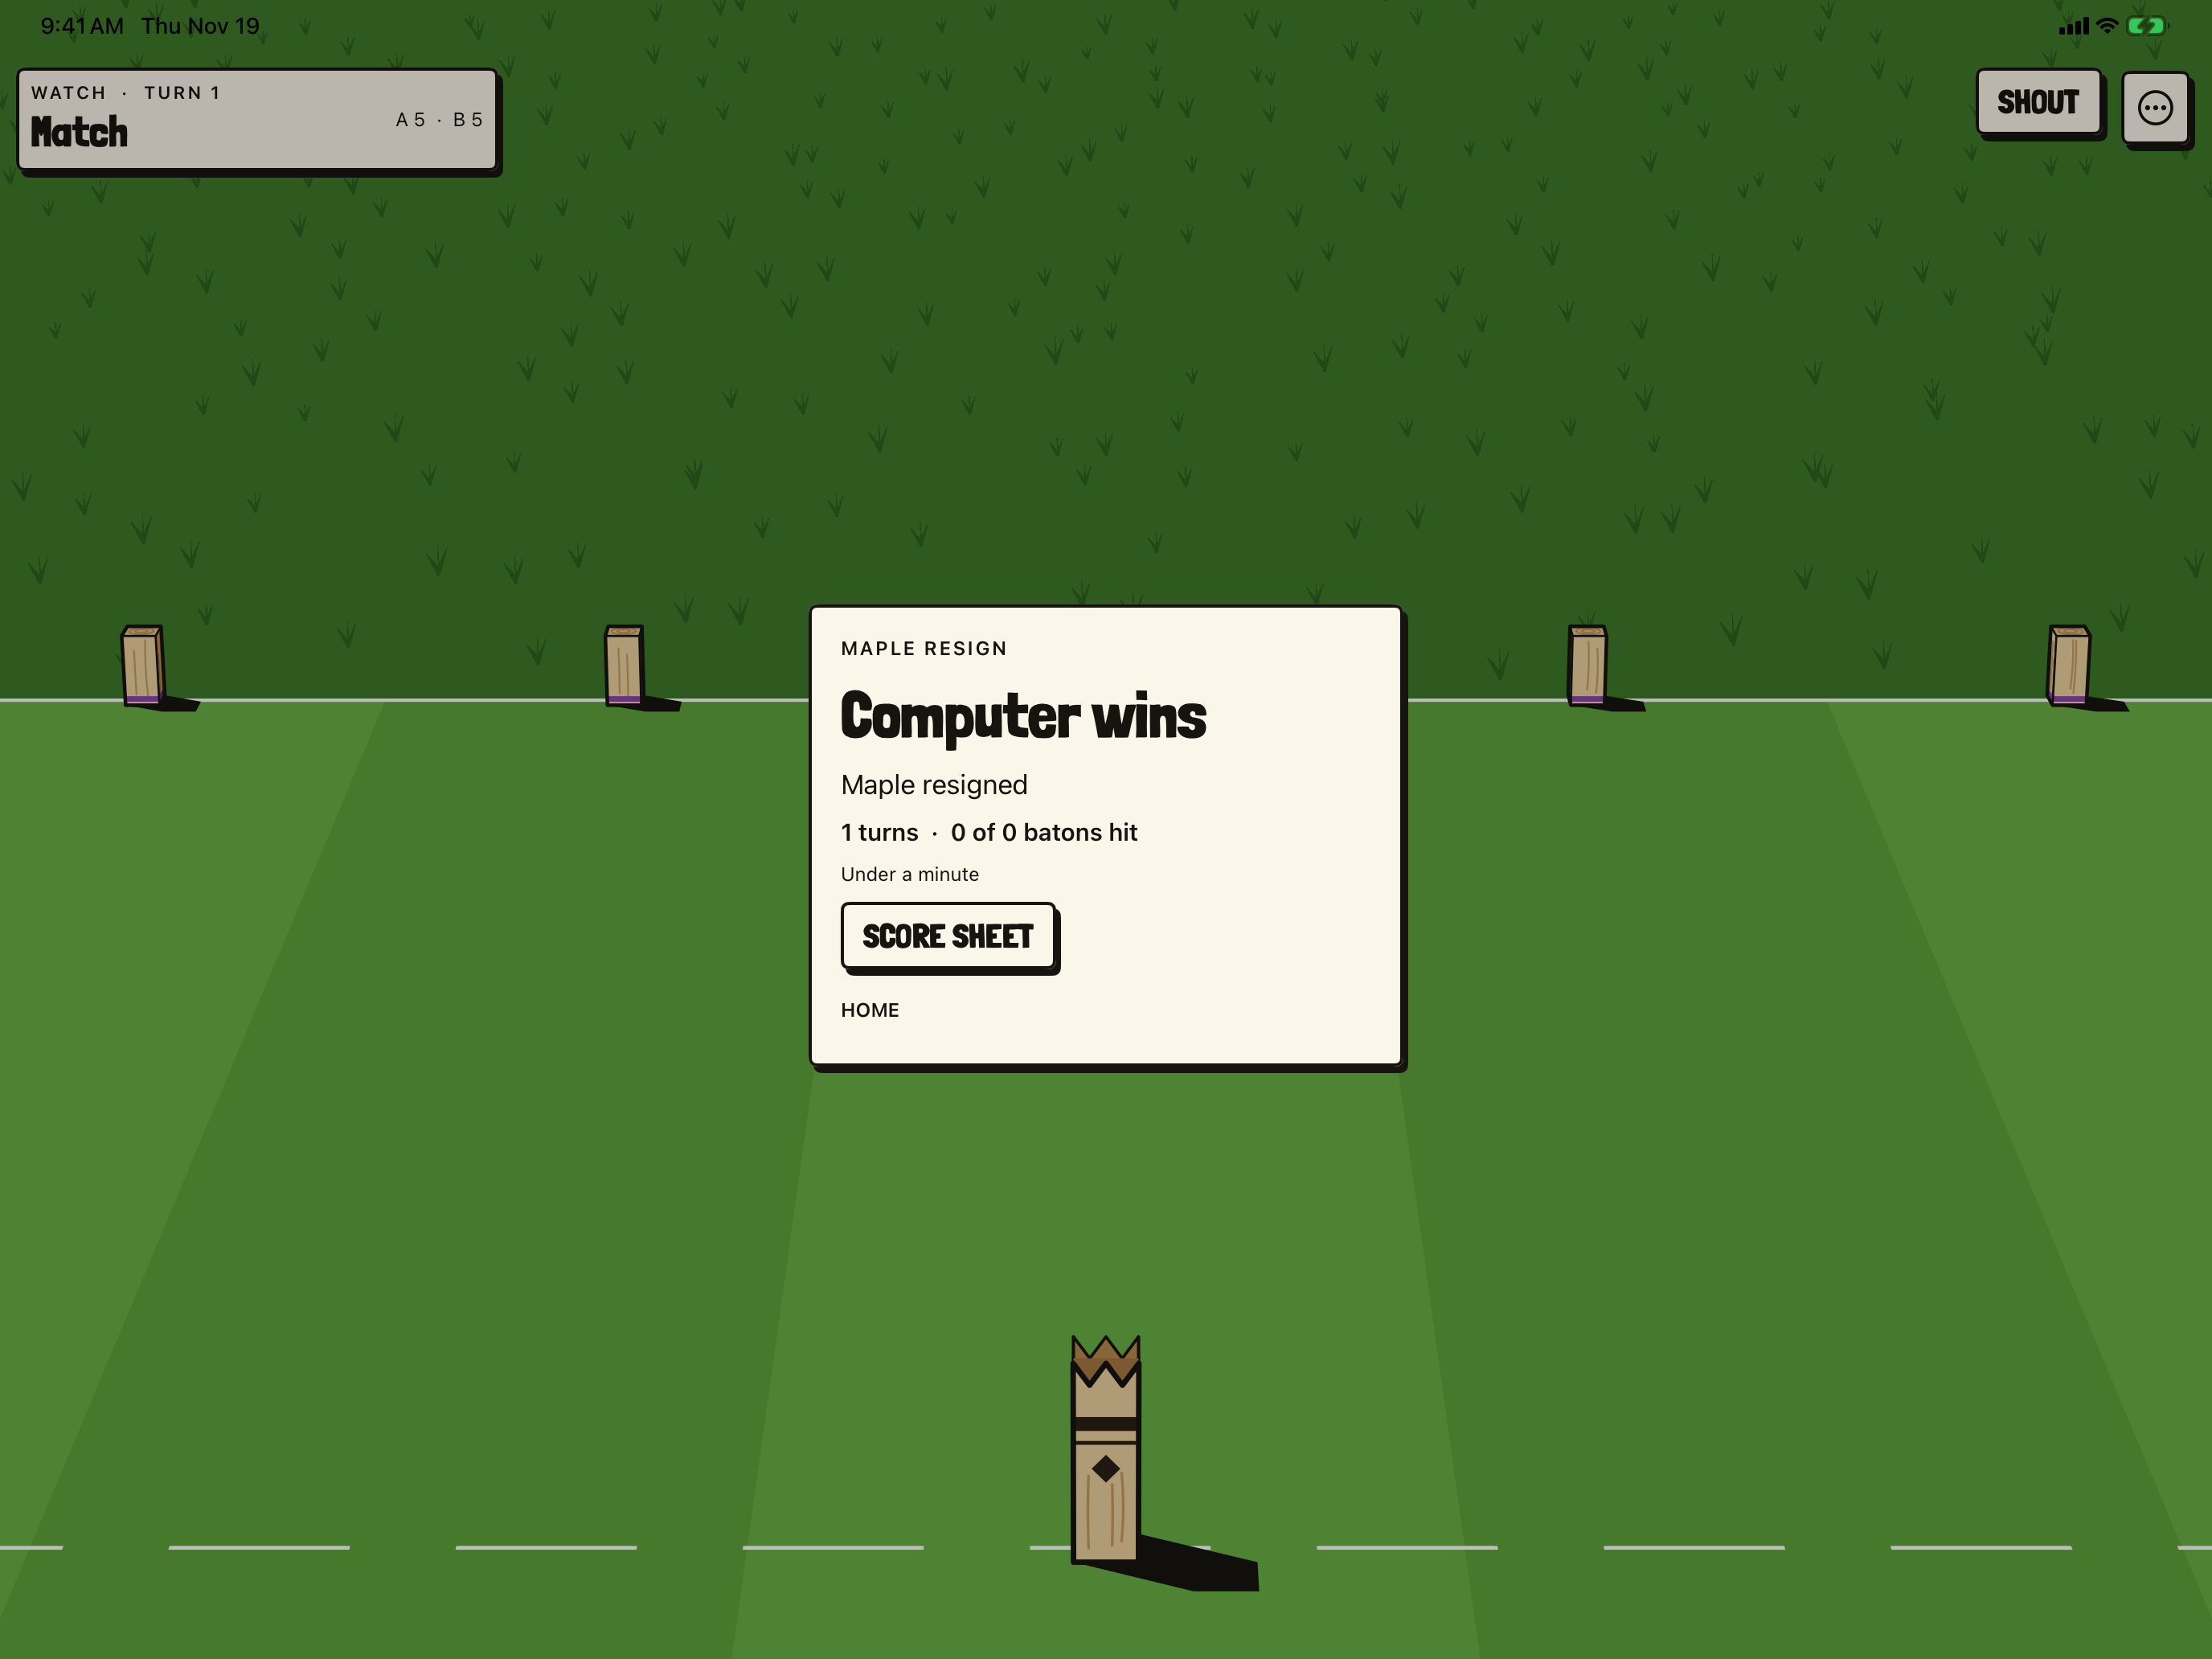 9:41 AM Thu Nov 19
WATCH · TURN 1
Match
A 5 · B 5
SHOUT
MAPLE RESIGN
Computer wins
Maple resigned
1 turns · 0 of 0 batons hit
Under a minute
SCORE SHEET
HOME